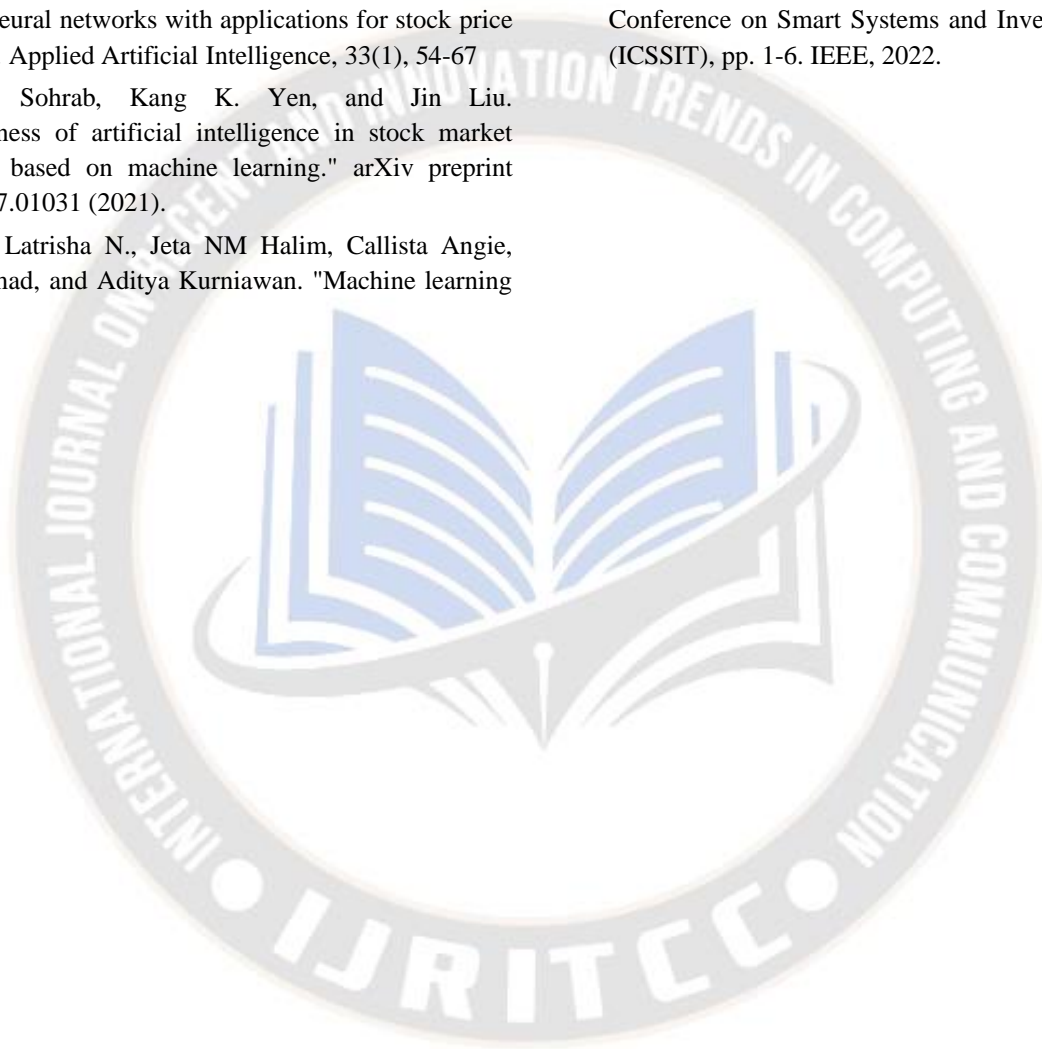 eural networks with applications for stock price
Applied Artificial Intelligence, 33(1), 54-67
Sohrab, Kang K. Yen, and Jin Liu.
ness of artificial intelligence in stock market
based on machine learning." arXiv preprint
7.01031 (2021).
Latrisha N., Jeta NM Halim, Callista Angie,
and Aditya Kurniawan. "Machine learning
Conference on Smart Systems and Inve
(ICSSIT), pp. 1-6. IEEE, 2022.
INTERNATIONAL JOURNAL ON RECENT AND INNOVATION TRENDS IN COMPUTING AND COMMUNICATION
IJRITCC